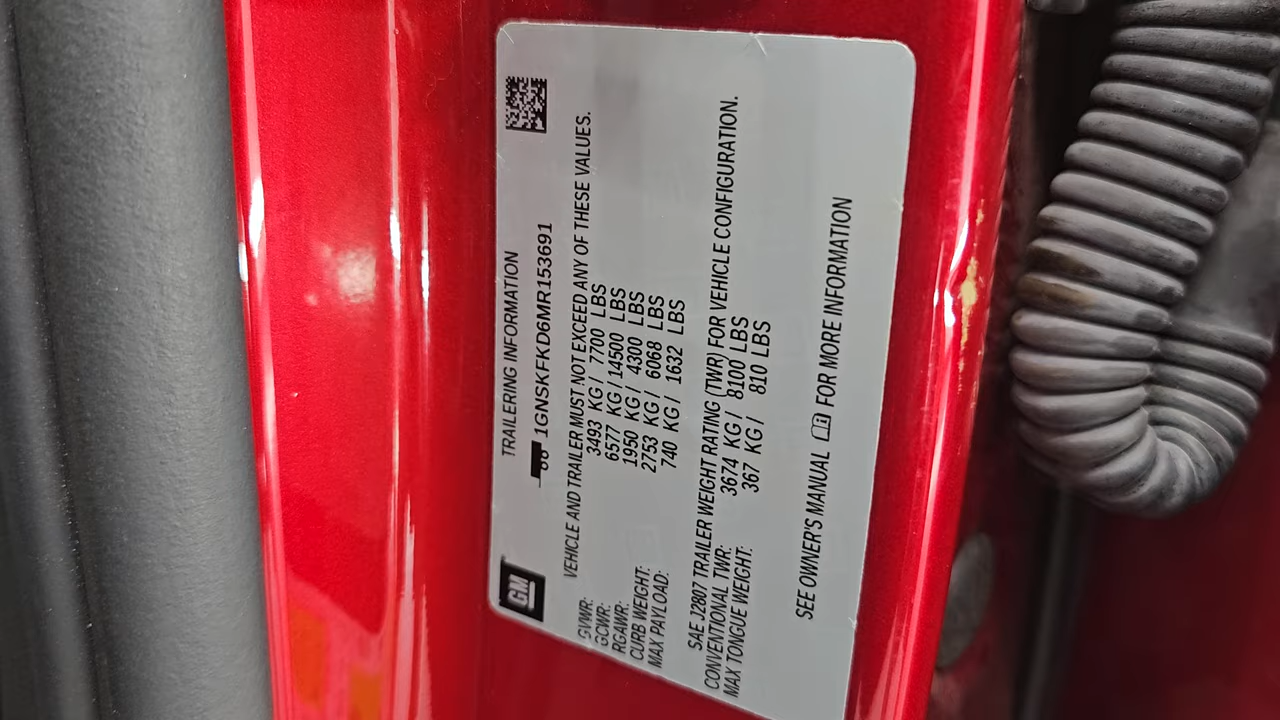 TRAILERING INFORMATION
GM
1GNSKFKD6MR153691
VEHICLE AND TRAILER MUST NOT EXCEED ANY OF THESE VALUES.
GVWR: 3493 KG / 7700 LBS
GCWR: 6577 KG / 14500 LBS
RGAWR: 1950 KG / 4300 LBS
CURB WEIGHT: 2753 KG / 6068 LBS
MAX PAYLOAD: 740 KG / 1632 LBS
SAE J2807 TRAILER WEIGHT RATING (TWR) FOR VEHICLE CONFIGURATION.
CONVENTIONAL TWR: 3674 KG / 8100 LBS
MAX TONGUE WEIGHT: 367 KG / 810 LBS
SEE OWNER'S MANUAL FOR MORE INFORMATION